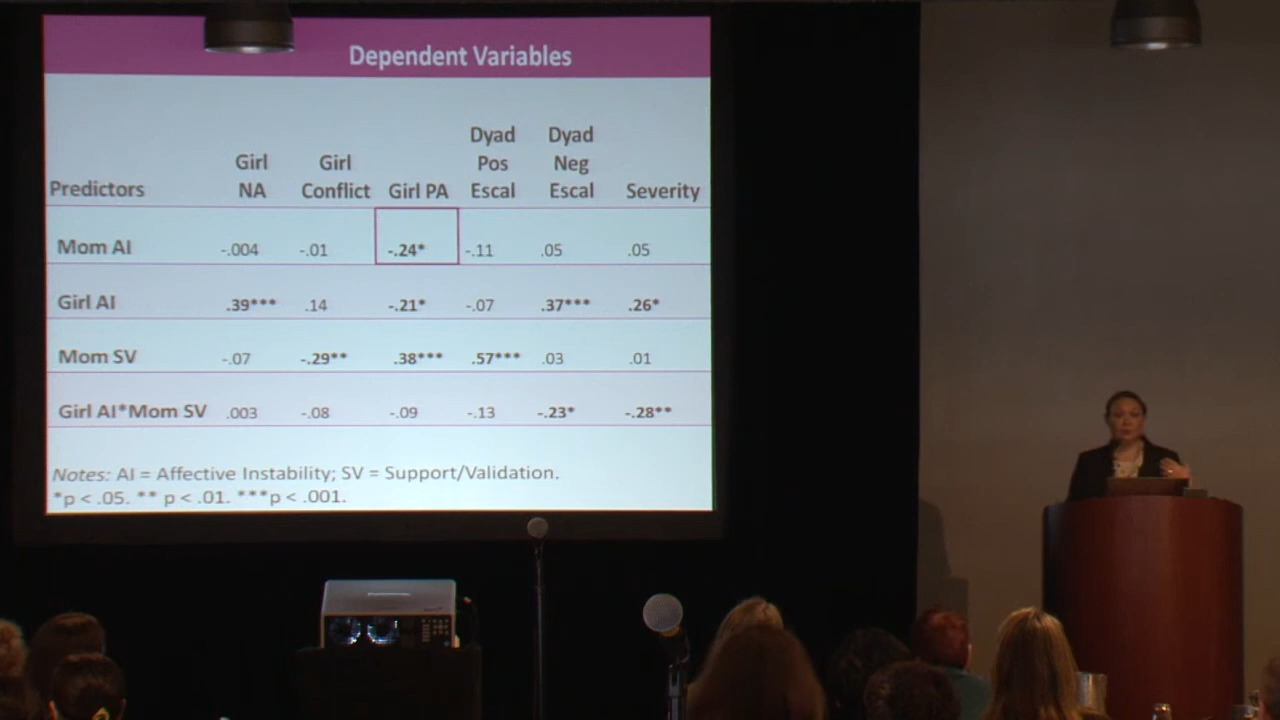 Dependent Variables
Predictors Girl NA Girl Conflict Girl PA Dyad Pos Escal Dyad Neg Escal Severity
Mom AI -.004 -.01 -.24* -.11 .05 .05
Girl AI .39*** .14 -.21* -.07 .37*** .26*
Mom SV -.07 -.29** .38*** .57*** .03 .01
Girl AI*Mom SV .003 -.08 -.09 -.13 -.23* -.28**
Notes: AI = Affective Instability; SV = Support/Validation.
*p < .05. ** p < .01. ***p < .001.